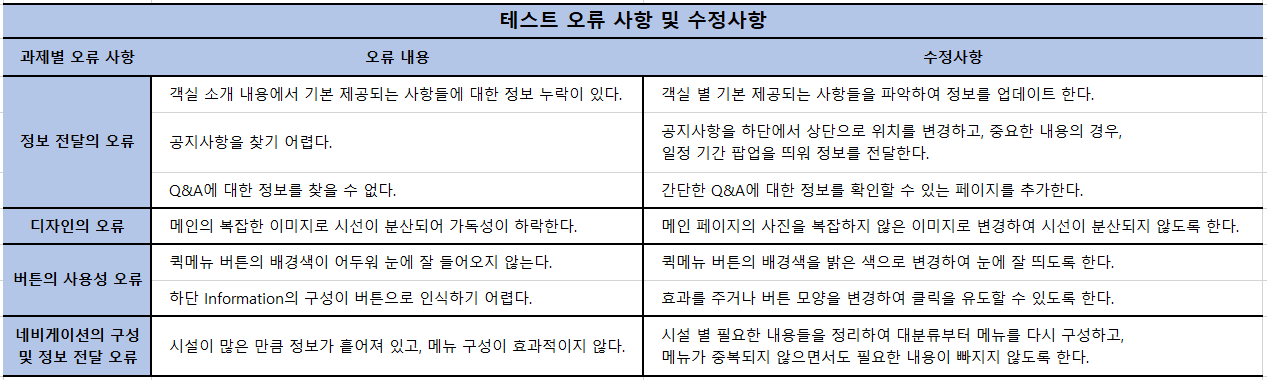 테스트 오류 사항 및 수정사항
과제별 오류 사항 오류 내용 수정사항
정보 전달의 오류
객실 소개 내용에서 기본 제공되는 사항들에 대한 정보 누락이 있다. 객실 별 기본 제공되는 사항들을 파악하여 정보를 업데이트 한다.
공지사항을 찾기 어렵다. 공지사항을 하단에서 상단으로 위치를 변경하고, 중요한 내용의 경우,
일정 기간 팝업을 띄워 정보를 전달한다.
Q&A에 대한 정보를 찾을 수 없다. 간단한 Q&A에 대한 정보를 확인할 수 있는 페이지를 추가한다.
디자인의 오류 메인의 복잡한 이미지로 시선이 분산되어 가독성이 하락한다. 메인 페이지의 사진을 복잡하지 않은 이미지로 변경하여 시선이 분산되지 않도록 한다.
버튼의 사용성 오류
퀵메뉴 버튼의 배경색이 어두워 눈에 잘 들어오지 않는다. 퀵메뉴 버튼의 배경색을 밝은 색으로 변경하여 눈에 잘 띄도록 한다.
하단 Information의 구성이 버튼으로 인식하기 어렵다. 효과를 주거나 버튼 모양을 변경하여 클릭을 유도할 수 있도록 한다.
네비게이션의 구성
및 정보 전달 오류
시설이 많은 만큼 정보가 흩어져 있고, 메뉴 구성이 효과적이지 않다. 시설 별 필요한 내용들을 정리하여 대분류부터 메뉴를 다시 구성하고,
메뉴가 중복되지 않으면서도 필요한 내용이 빠지지 않도록 한다.